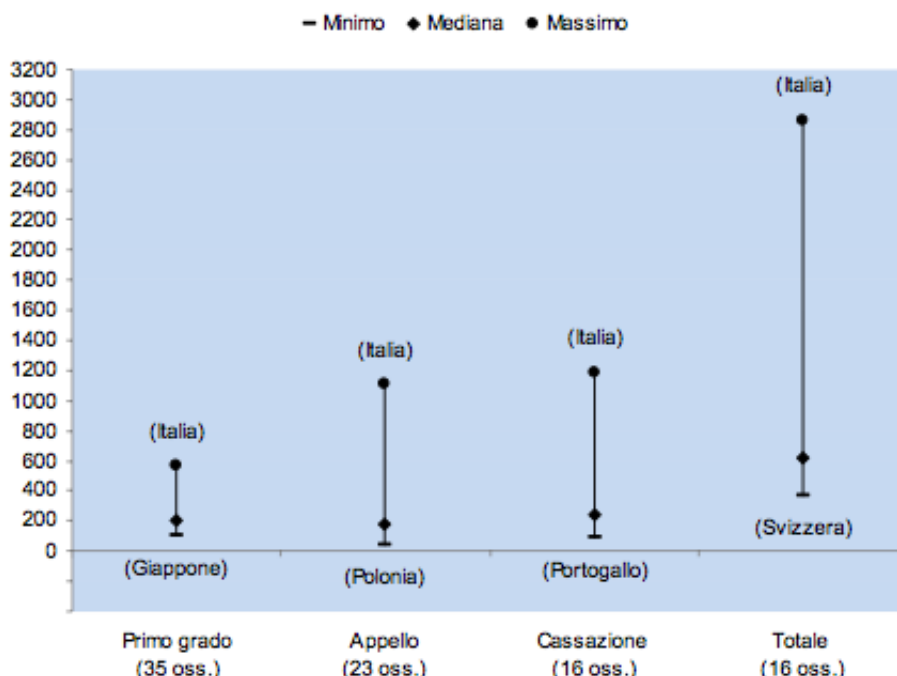 Minimo Mediana Massimo
3200
3000
2800
2600
2400
2200
2000
1800
1600
1400
1200
1000
800
600
400
200
0
(Italia)
(Italia)
(Italia)
(Italia)
(Giappone)
(Polonia)
(Portogallo)
(Svizzera)
Primo grado
(35 oss.)
Appello
(23 oss.)
Cassazione
(16 oss.)
Totale
(16 oss.)